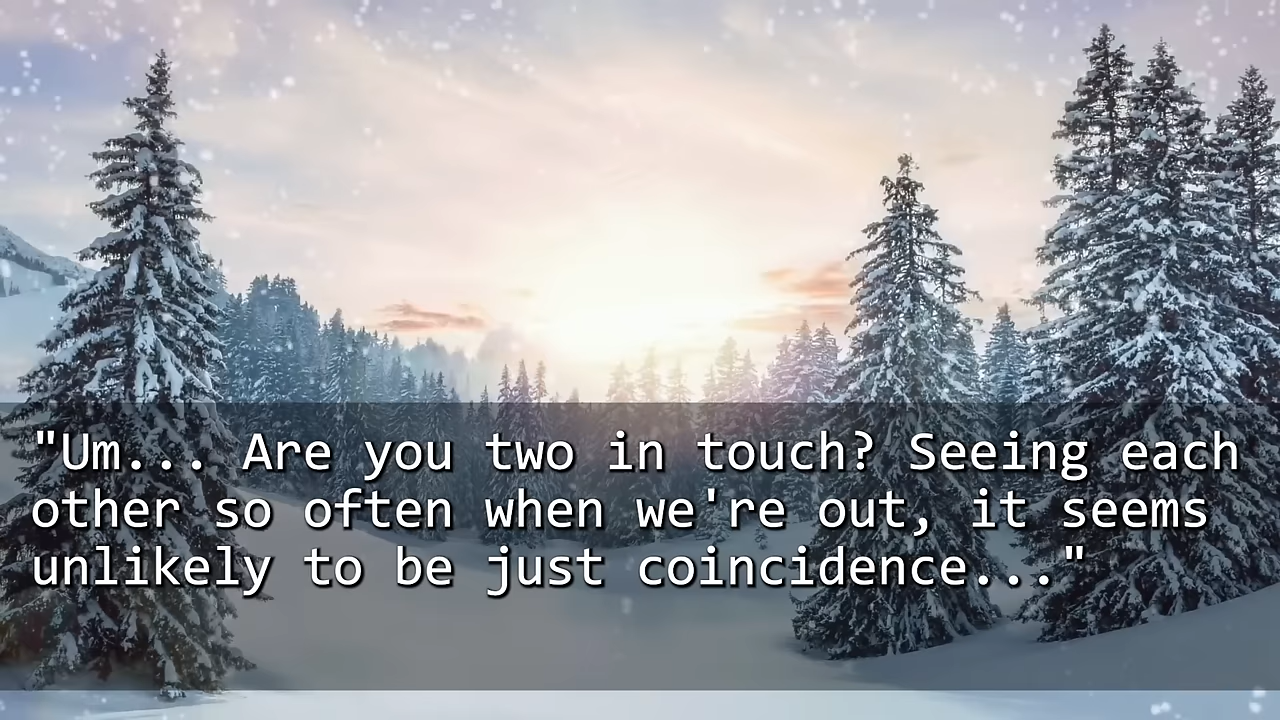 "Um... Are you two in touch? Seeing each
other so often when we're out, it seems
unlikely to be just coincidence..."